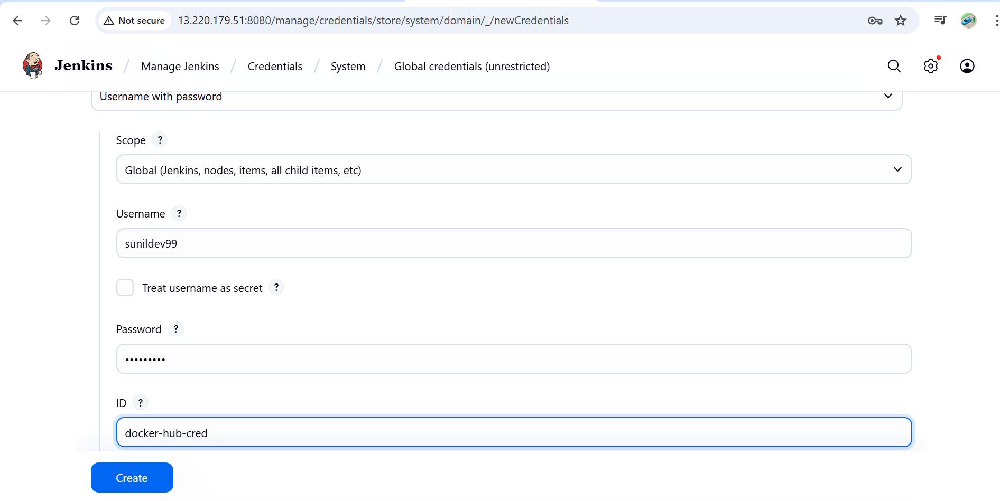 Not secure 13.220.179.51:8080/manage/credentials/store/system/domain/_/newCredentials
Jenkins / Manage Jenkins / Credentials / System / Global credentials (unrestricted)
Username with password
Scope ?
Global (Jenkins, nodes, items, all child items, etc)
Username ?
sunildev99
Treat username as secret ?
Password ?
•••••••••
ID ?
docker-hub-cred
Create